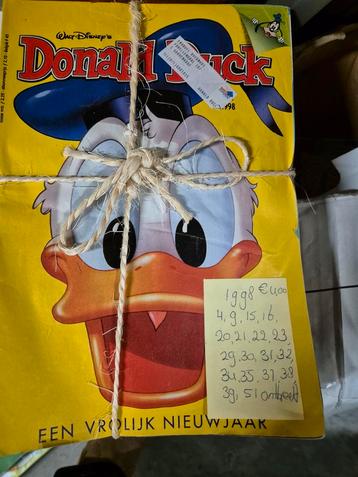 Walt Disney's
Donald Duck
1998
EEN VROLIJK NIEUWJAAR
1998 €4,00
4, 9, 15, 16,
20, 21, 22, 23,
29, 30, 31, 32,
34, 35, 37, 38
39, 51 ontbreekt